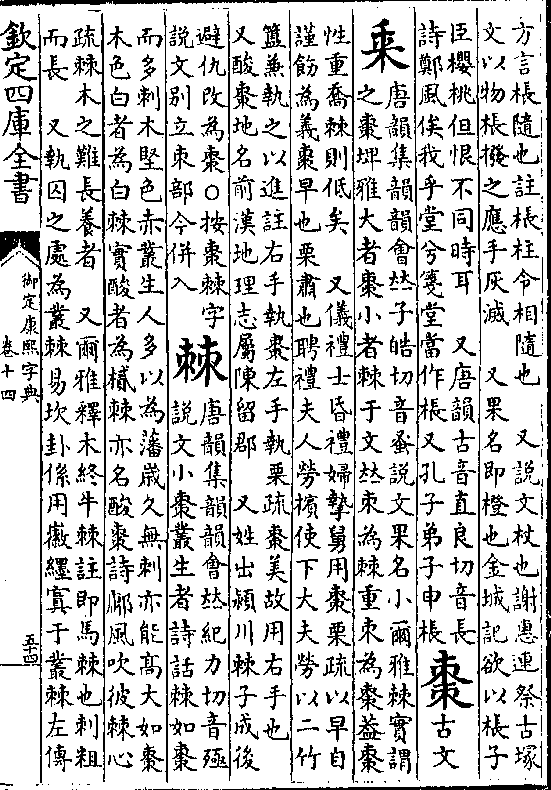 方言棖隨也註棖柱令相隨也　又說文杖也謝惠連祭古塚
文以物棖撥之應手灰滅　又果名即橙也金城記欲以棖子
臣櫻桃但恨不同時耳　又唐韻古音直良切音長
詩鄭風俟我乎堂兮箋堂當作棖又孔子弟子申棖
棗
古文
𣐈
唐韻集韻韻會𠀤子皓切音蚤說文果名小爾雅棘實謂
之棗埤雅大者棗小者棘于文𠀤朿為棘重朿為棗葢棗
性重喬棘則低矣　又儀禮士昏禮婦摯舅用棗栗疏以早自
謹飭為義棗早也栗肅也聘禮夫人勞擯使下大夫勞以二竹
簠兼執之以進註右手執棗左手執栗疏棗美故用右手也
又酸棗地名前漢地理志屬陳留郡　又姓出潁川棘子成後
避仇改為棗○按棗棘字
說文別立朿部今併入
棘
唐韻集韻韻會𠀤紀力切音殛
說文小棗叢生者詩話棘如棗
而多刺木堅色赤叢生人多以為藩歲久無刺亦能高大如棗
木色白者為白棘實酸者為樲棘亦名酸棗詩邶風吹彼棘心
疏棘木之難長養者　又爾雅釋木終牛棘註即馬棘也刺粗
而長　又執囚之處為叢棘易坎卦係用徽纆寘于叢棘左傳
欽定四庫全書
御定康熙字典
卷十四
五十四